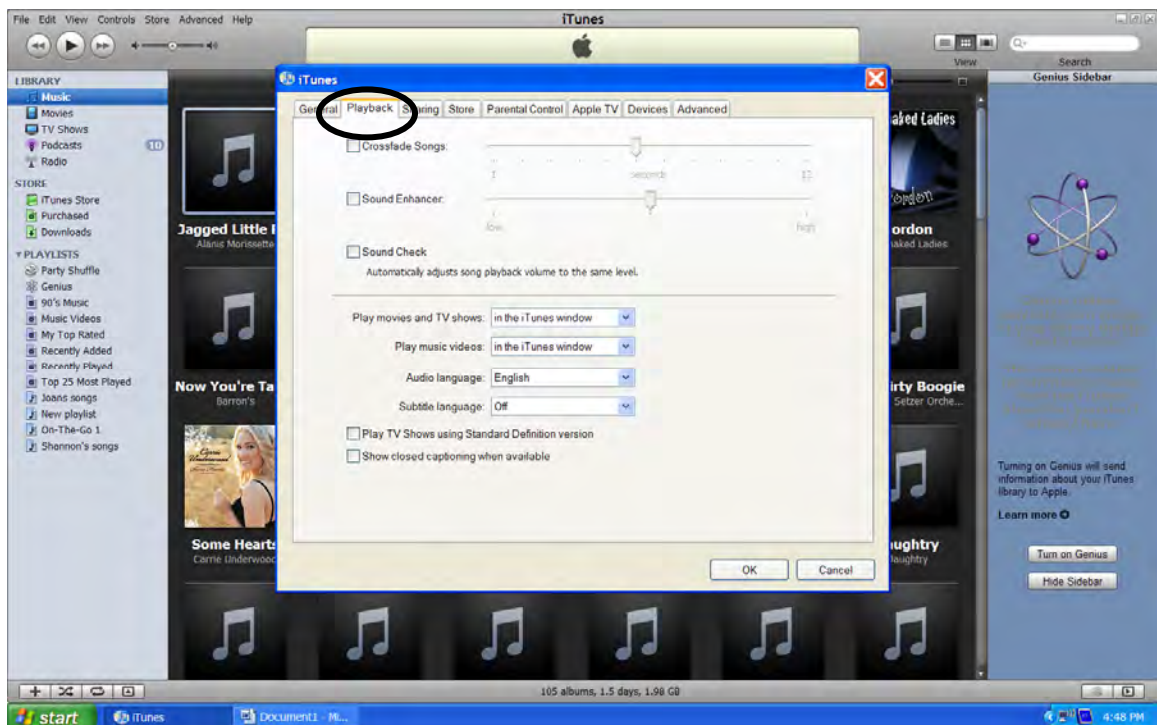 File Edit View Controls Store Advanced Help
iTunes
View
Search
LIBRARY
Music
Movies
TV Shows
Podcasts 10
Radio
STORE
iTunes Store
Purchased
Downloads
PLAYLISTS
Party Shuffle
Genius
90's Music
Music Videos
My Top Rated
Recently Added
Recently Played
Top 25 Most Played
Joans songs
New playlist
On-The-Go 1
Shannon's songs
Jagged Little
Alanis Morissette
Now You're Ta
Barron's
Some Hearts
Carrie Underwood
iTunes
General Playback Sharing Store Parental Control Apple TV Devices Advanced
Crossfade Songs:
1 seconds 12
Sound Enhancer:
low high
Sound Check
Automatically adjusts song playback volume to the same level.
Play movies and TV shows: in the iTunes window
Play music videos: in the iTunes window
Audio language: English
Subtitle language: Off
Play TV Shows using Standard Definition version
Show closed captioning when available
OK Cancel
aked Ladies
ordon
aked Ladies
irty Boogie
Setzer Orche...
ughtry
laughtry
Genius Sidebar
Turning on Genius will send
information about your iTunes
library to Apple.
Learn more
Turn on Genius
Hide Sidebar
105 albums, 1.5 days, 1.98 GB
start iTunes Document1 - Mi... 4:48 PM